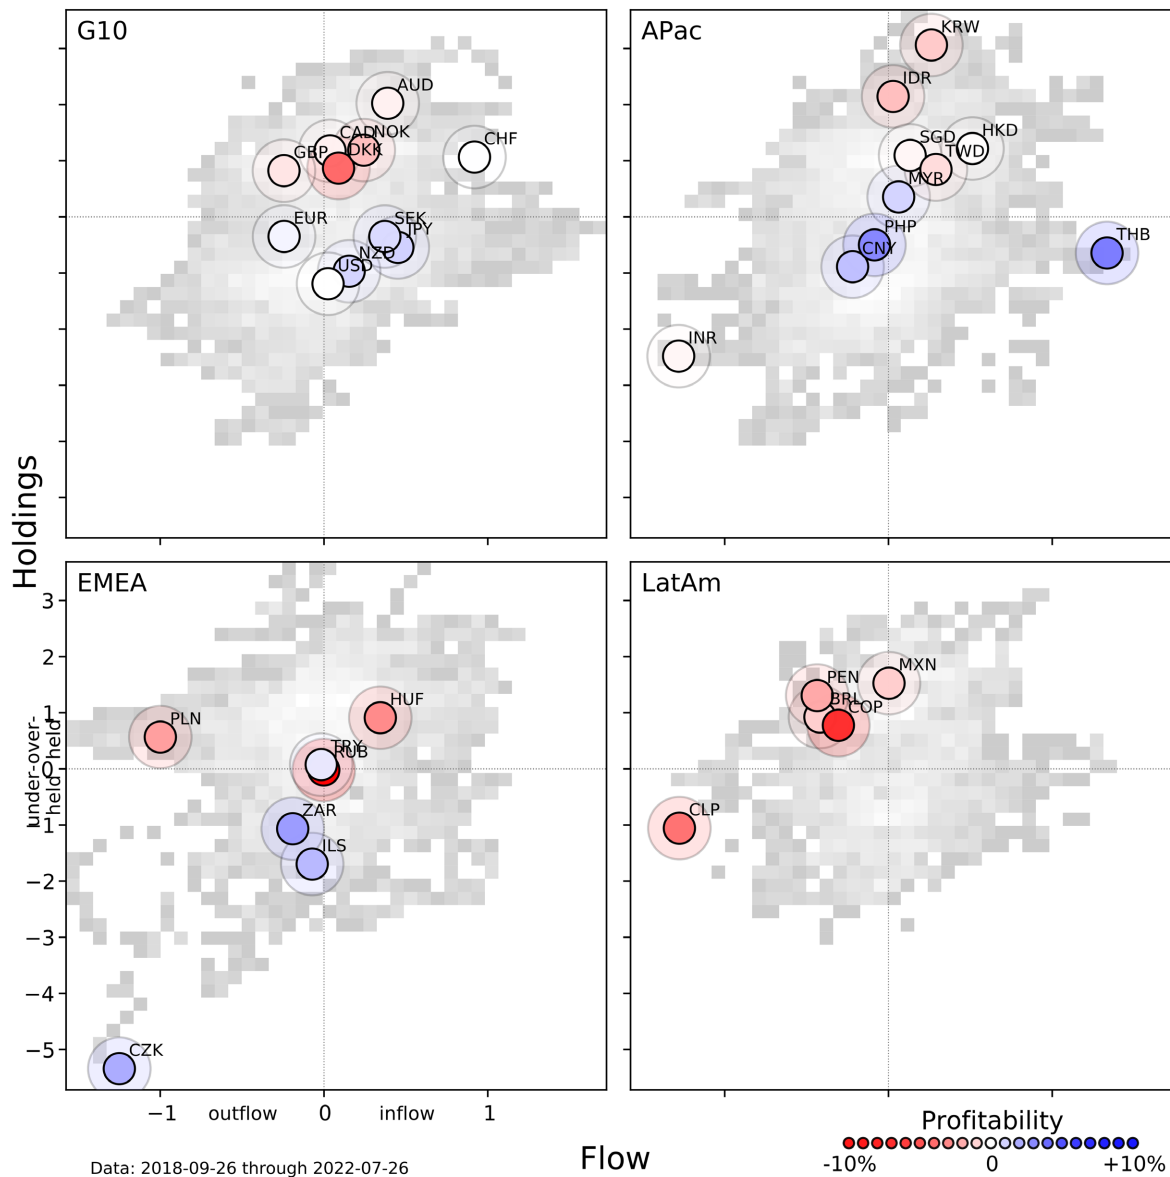 G10
AUD
CAD
NOK
CHF
GBP
DKK
EUR
SEK
JPY
NZD
USD
APac
KRW
IDR
SGD
HKD
TWD
MYR
PHP
CNY
THB
INR
Holdings
EMEA
3
2
1
0
−1
−2
−3
−4
−5
under- over-
held held
PLN
HUF
TRY
RUB
ZAR
ILS
CZK
LatAm
PEN
MXN
BRL
COP
CLP
−1 outflow 0 inflow 1
Flow
Profitability
-10% 0 +10%
Data: 2018-09-26 through 2022-07-26